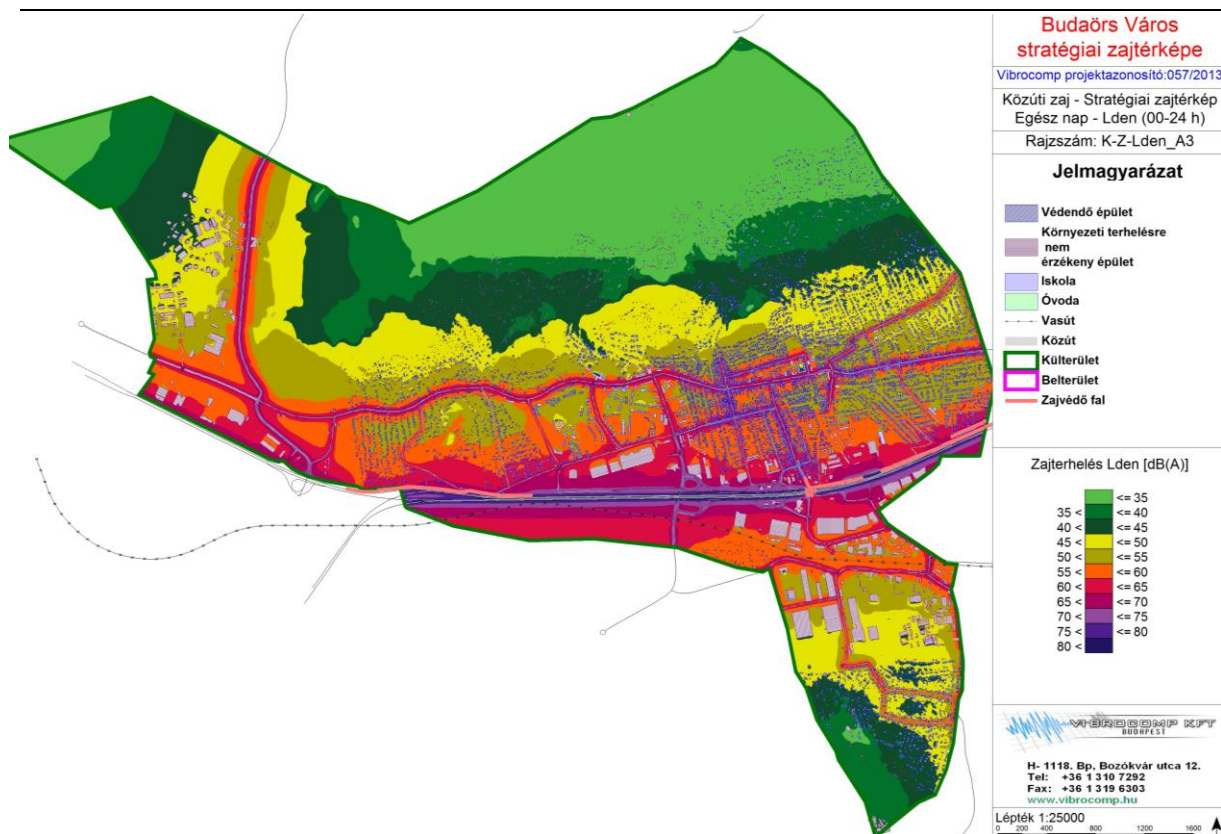 Budaörs Város
stratégiai zajtérképe
Vibrocomp projektazonosító:057/2013
Közúti zaj - Stratégiai zajtérkép
Egész nap - Lden (00-24 h)
Rajzszám: K-Z-Lden_A3
Jelmagyarázat
Védendő épület
Környezeti terhelésre
nem
érzékeny épület
Iskola
Óvoda
Vasút
Közút
Külterület
Belterület
Zajvédő fal
Zajterhelés Lden [dB(A)]
<= 35
35 < <= 40
40 < <= 45
45 < <= 50
50 < <= 55
55 < <= 60
60 < <= 65
65 < <= 70
70 < <= 75
75 < <= 80
80 <
VIBROCOMP KFT
BUDAPEST
H- 1118. Bp, Bozókvár utca 12.
Tel: +36 1 310 7292
Fax: +36 1 319 6303
www.vibrocomp.hu
Lépték 1:25000
0 200 400 800 1200 1600